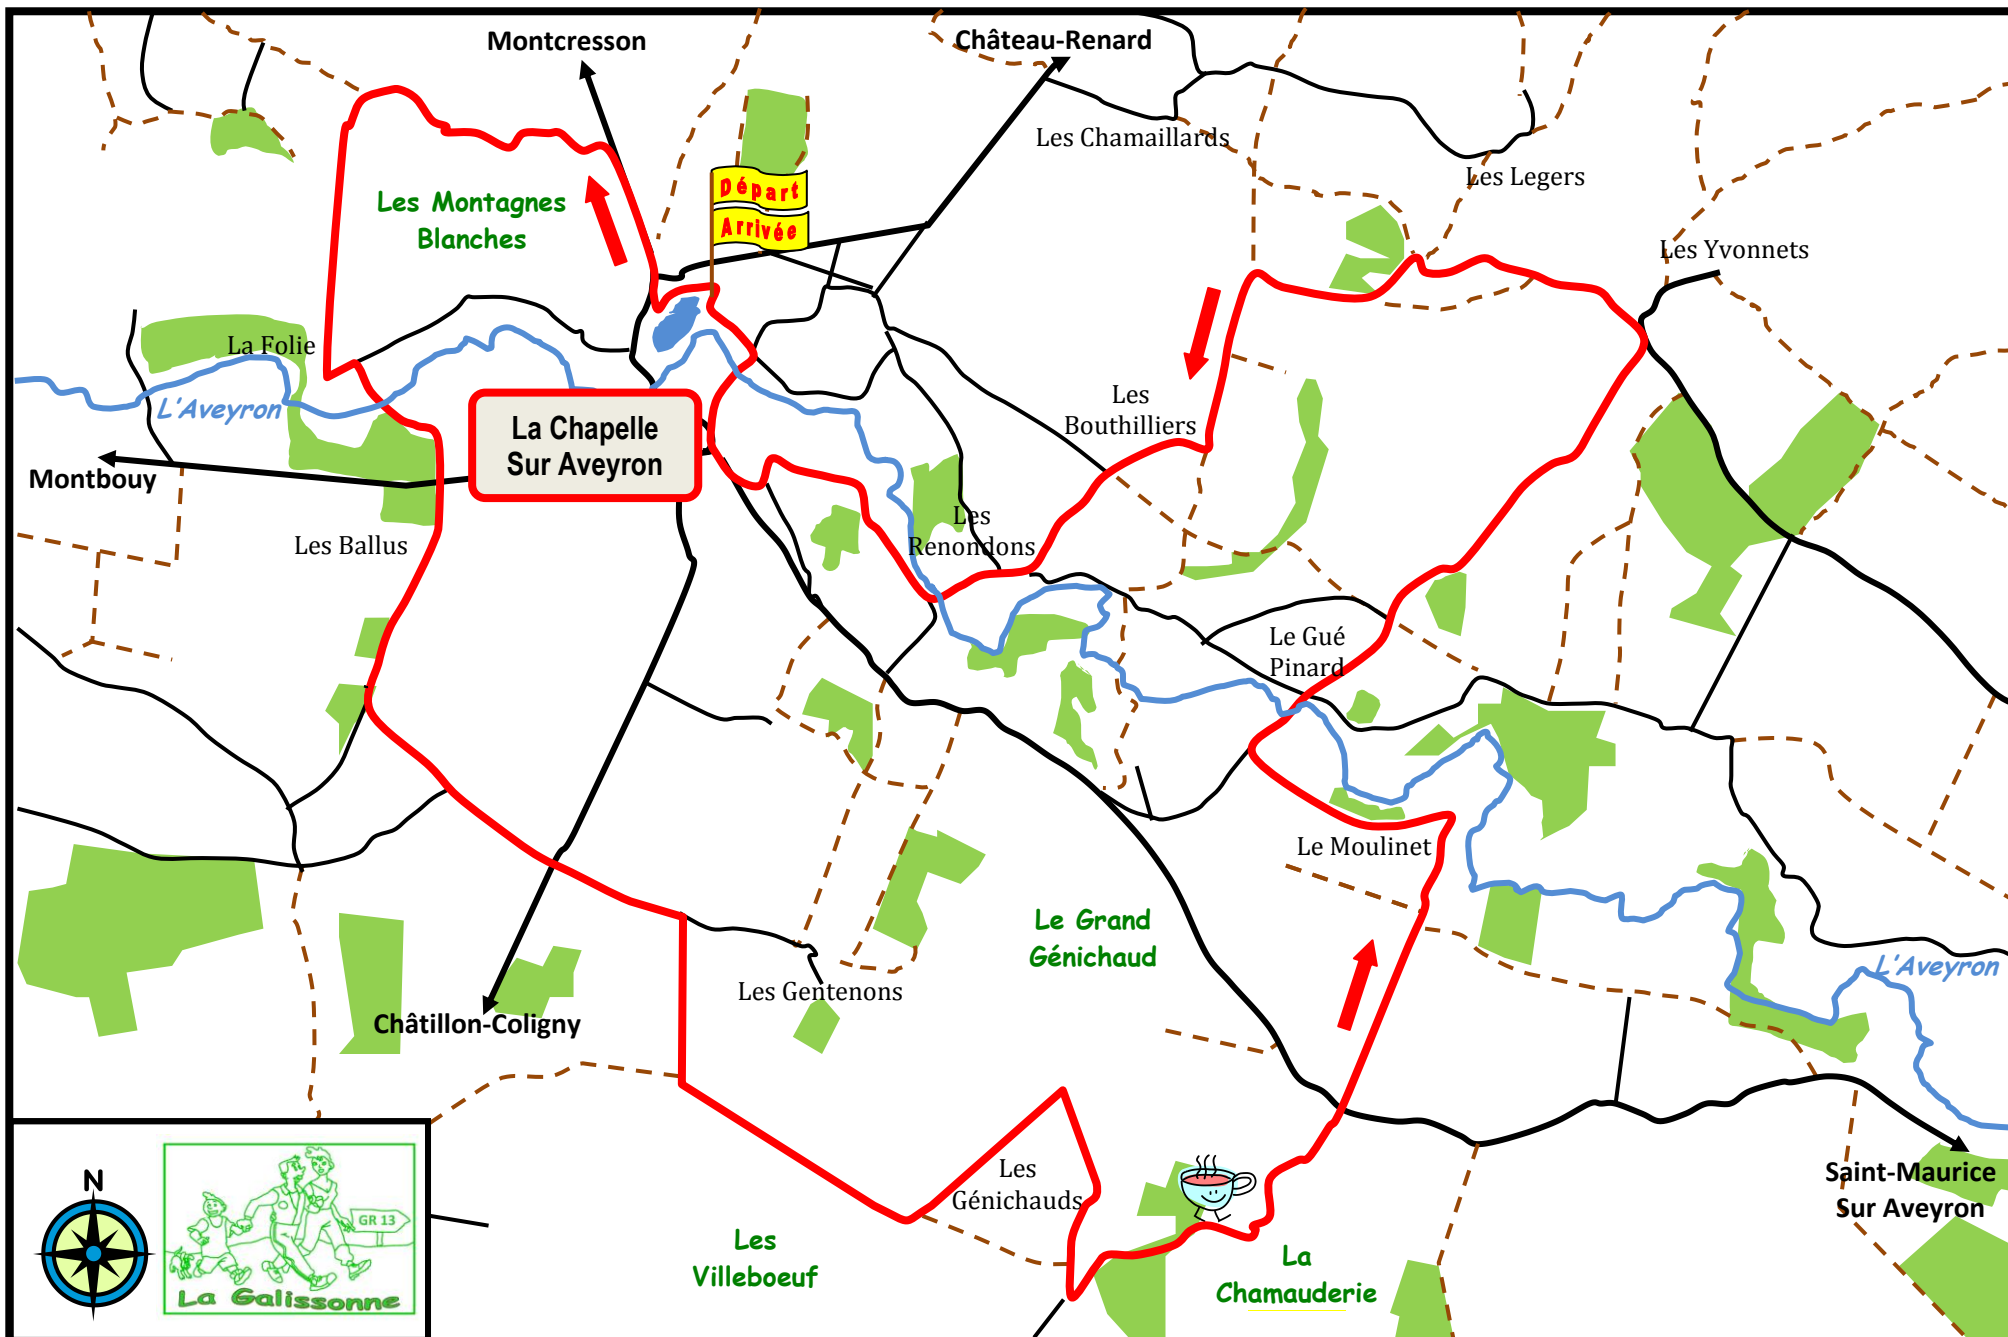 Montcresson
Château-Renard
Les Chamaillards
Les Legers
Départ
Arrivée
Les Montagnes
Blanches
Les Yvonnets
La Folie
L'Aveyron
La Chapelle
Sur Aveyron
Les
Bouthilliers
Montbouy
Les Ballus
Les
Renondons
Le Gué
Pinard
Le Moulinet
Le Grand
Génichaud
L'Aveyron
Les Gentenons
Châtillon-Coligny
Les
Génichauds
Saint-Maurice
Sur Aveyron
Les
Villeboeuf
La
Chamauderie
N
GR 13
La Galissonne